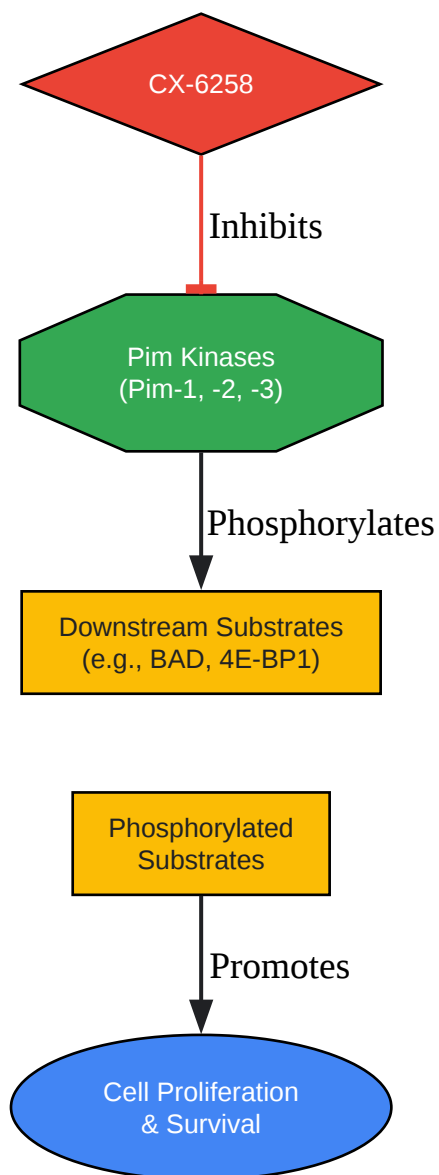 CX-6258
Inhibits
Pim Kinases
(Pim-1, -2, -3)
Phosphorylates
Downstream Substrates
(e.g., BAD, 4E-BP1)
Phosphorylated
Substrates
Promotes
Cell Proliferation
& Survival